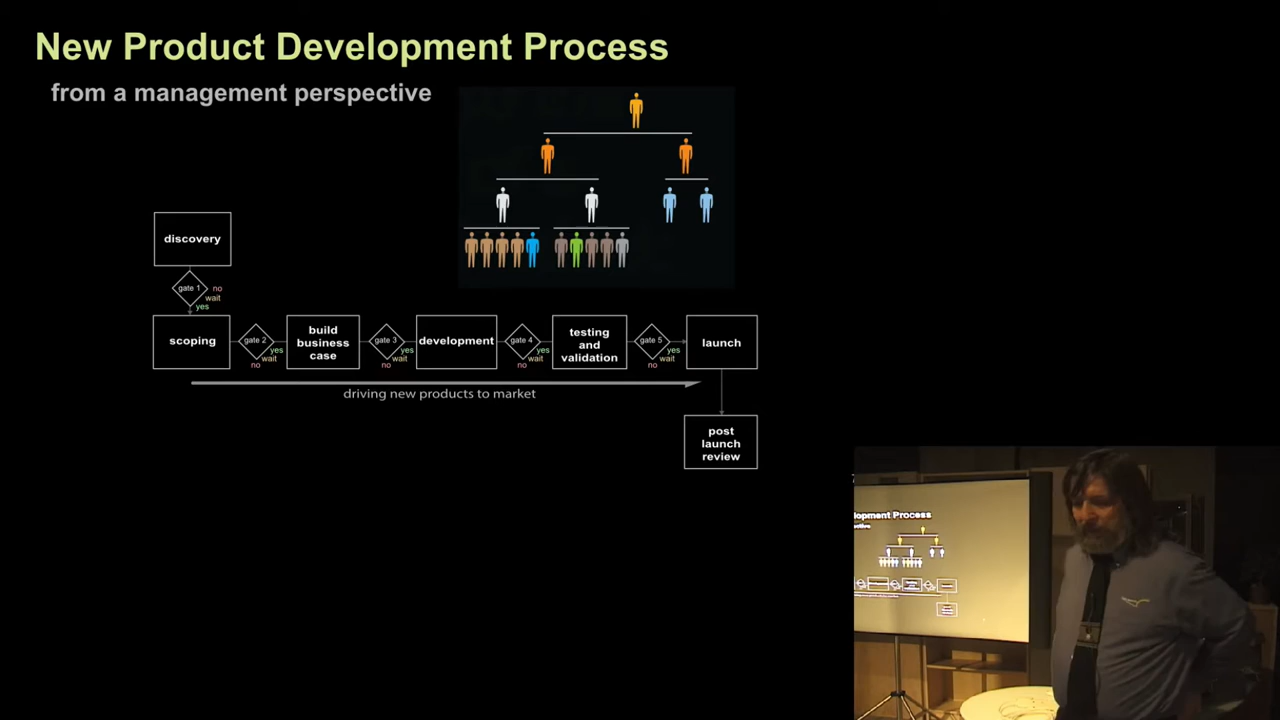 New Product Development Process
from a management perspective
discovery
gate 1
no
wait
yes
scoping
gate 2
yes
wait
no
build
business
case
gate 3
yes
wait
no
development
gate 4
yes
wait
no
testing
and
validation
gate 5
yes
wait
no
launch
driving new products to market
post
launch
review
lopment Process